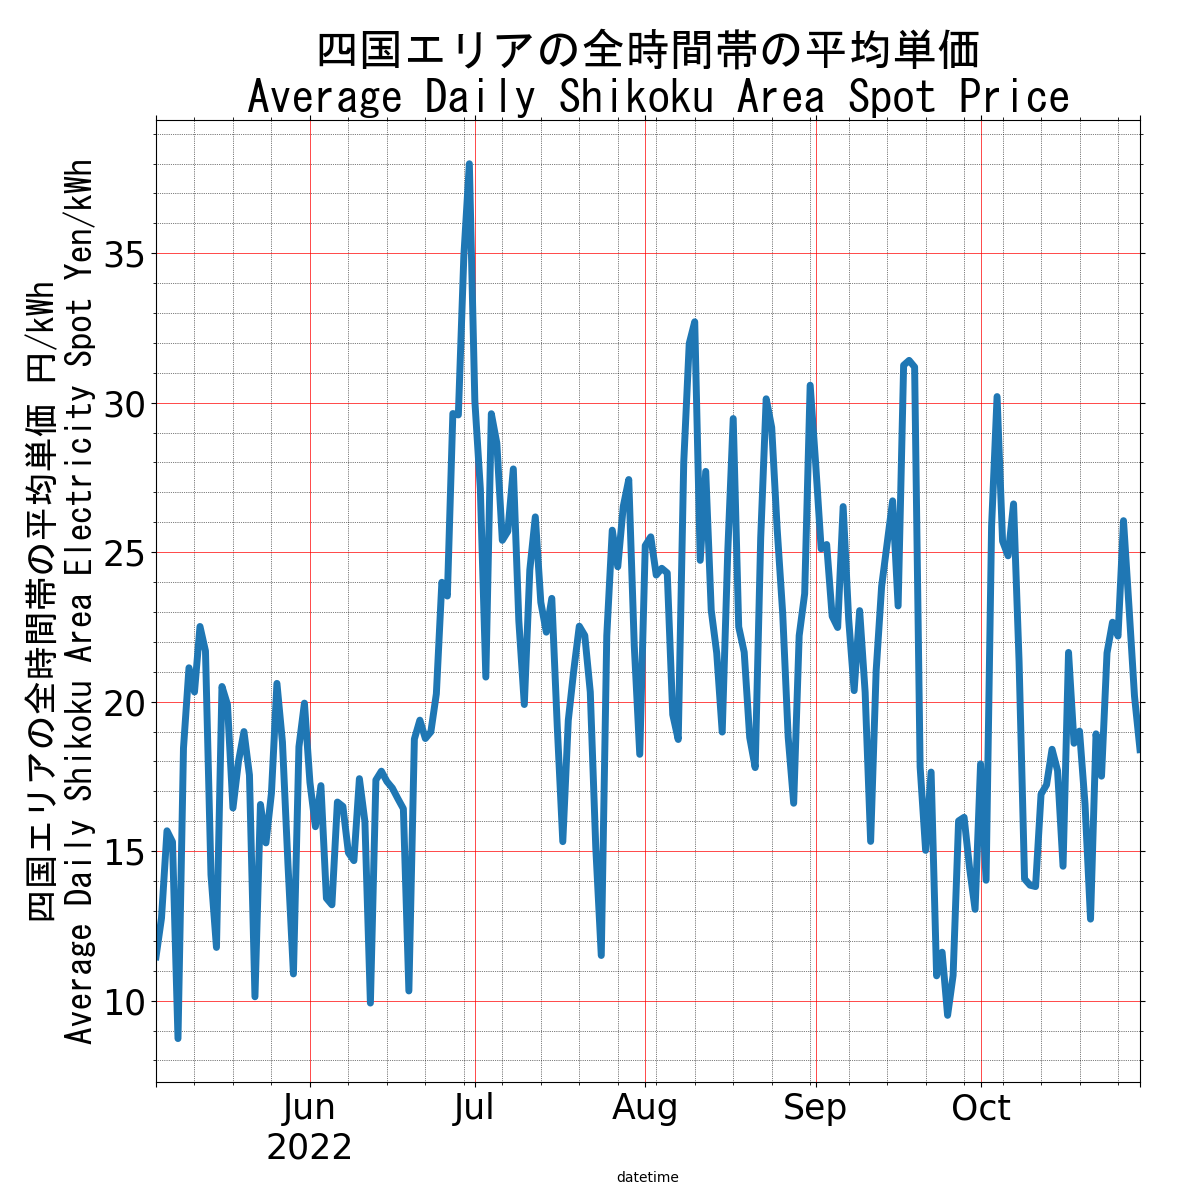 四国エリアの全時間帯の平均単価
Average Daily Shikoku Area Spot Price
四国エリアの全時間帯の平均単価 円/kWh
Average Daily Shikoku Area Electricity Spot Yen/kWh
35
30
25
20
15
10
Jun
2022
Jul
Aug
Sep
Oct
datetime